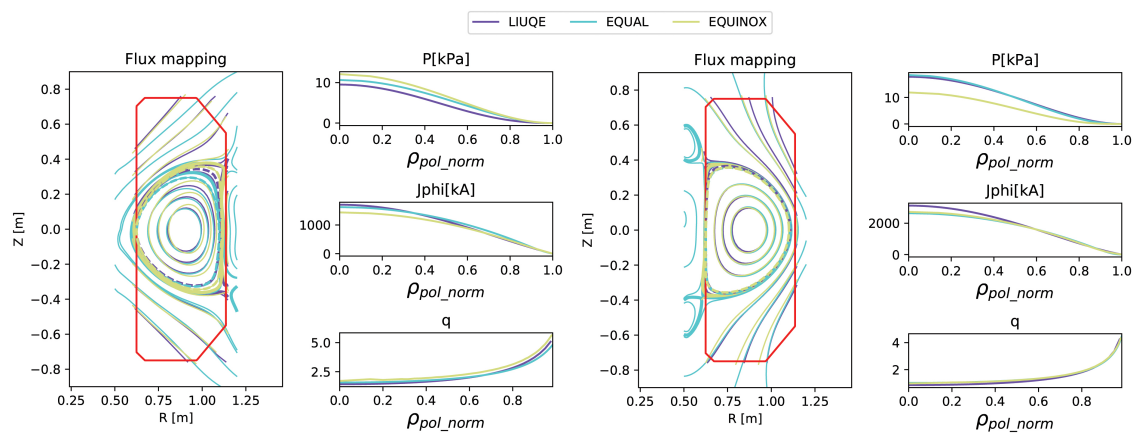 LIUQE EQUAL EQUINOX
Flux mapping
Z [m]
0.8
0.6
0.4
0.2
0.0
−0.2
−0.4
−0.6
−0.8
0.25 0.50 0.75 1.00 1.25
R [m]
P[kPa]
10
0
0.0 0.2 0.4 0.6 0.8 1.0
ρpol_norm
Jphi[kA]
1000
0
0.0 0.2 0.4 0.6 0.8 1.0
ρpol_norm
q
5.0
2.5
0.0 0.2 0.4 0.6 0.8
ρpol_norm
Flux mapping
Z [m]
0.8
0.6
0.4
0.2
0.0
−0.2
−0.4
−0.6
−0.8
0.25 0.50 0.75 1.00 1.25
R [m]
P[kPa]
10
0
0.0 0.2 0.4 0.6 0.8 1.0
ρpol_norm
Jphi[kA]
2000
0
0.0 0.2 0.4 0.6 0.8 1.0
ρpol_norm
q
4
2
0.0 0.2 0.4 0.6 0.8
ρpol_norm